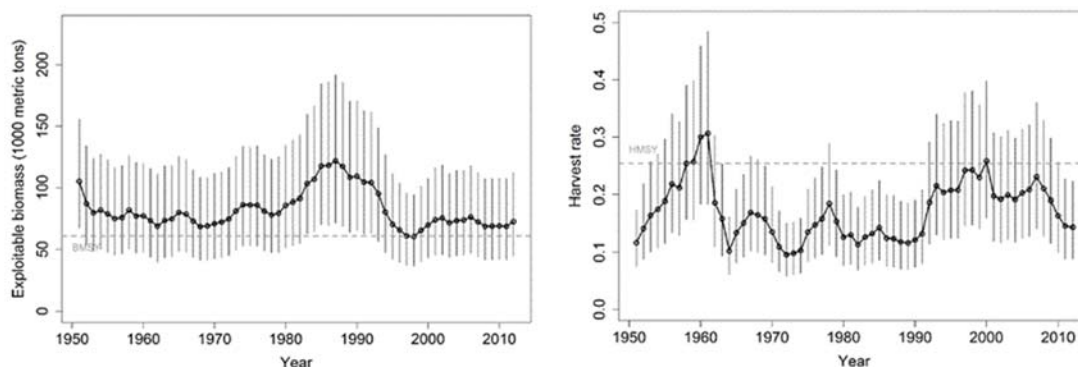 Exploitable biomass (1000 metric tons)
200
150
100
50
0
BMSY
1950 1960 1970 1980 1990 2000 2010
Year
Harvest rate
0.5
0.4
0.3
0.2
0.1
0.0
HMSY
1950 1960 1970 1980 1990 2000 2010
Year